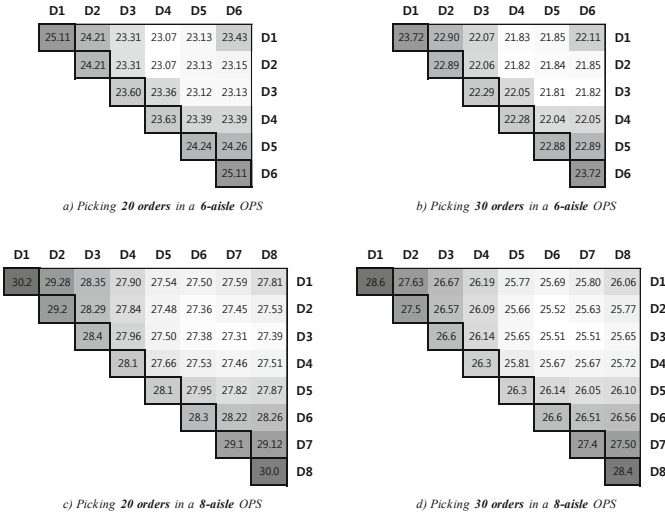 D1 D2 D3 D4 D5 D6
25.11 24.21 23.31 23.07 23.13 23.43 D1
24.21 23.31 23.07 23.13 23.15 D2
23.60 23.36 23.12 23.13 D3
23.63 23.39 23.39 D4
24.24 24.26 D5
25.11 D6
a) Picking 20 orders in a 6-aisle OPS
D1 D2 D3 D4 D5 D6
23.72 22.90 22.07 21.83 21.85 22.11 D1
22.89 22.06 21.82 21.84 21.85 D2
22.29 22.05 21.81 21.82 D3
22.28 22.04 22.05 D4
22.88 22.89 D5
23.72 D6
b) Picking 30 orders in a 6-aisle OPS
D1 D2 D3 D4 D5 D6 D7 D8
30.2 29.28 28.35 27.90 27.54 27.50 27.59 27.81 D1
29.2 28.29 27.84 27.48 27.36 27.45 27.53 D2
28.4 27.96 27.50 27.38 27.31 27.39 D3
28.1 27.66 27.53 27.46 27.51 D4
28.1 27.95 27.82 27.87 D5
28.3 28.22 28.26 D6
29.1 29.12 D7
30.0 D8
c) Picking 20 orders in a 8-aisle OPS
D1 D2 D3 D4 D5 D6 D7 D8
28.6 27.63 26.67 26.19 25.77 25.69 25.80 26.06 D1
27.5 26.57 26.09 25.66 25.52 25.63 25.77 D2
26.6 26.14 25.65 25.51 25.51 25.65 D3
26.3 25.81 25.67 25.67 25.72 D4
26.3 26.14 26.05 26.10 D5
26.6 26.51 26.56 D6
27.4 27.50 D7
28.4 D8
d) Picking 30 orders in a 8-aisle OPS